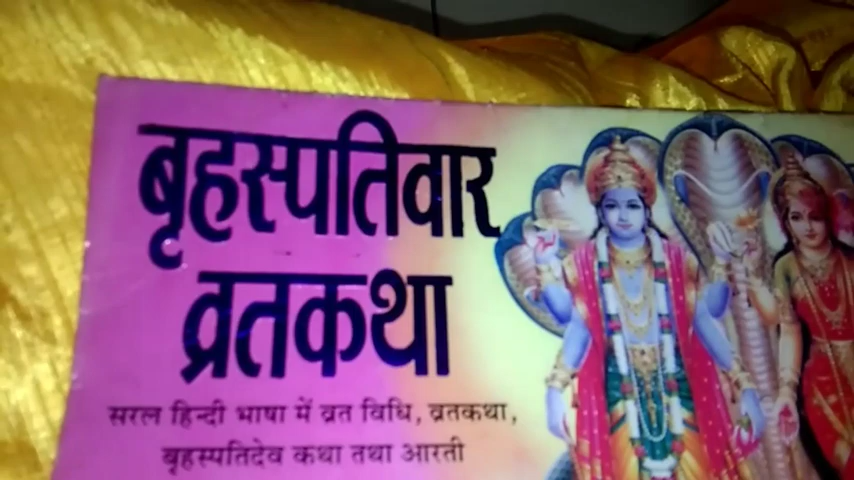 बृहस्पतिवार
व्रतकथा
सरल हिन्दी भाषा में व्रत विधि, व्रतकथा,
बृहस्पतिदेव कथा तथा आरती